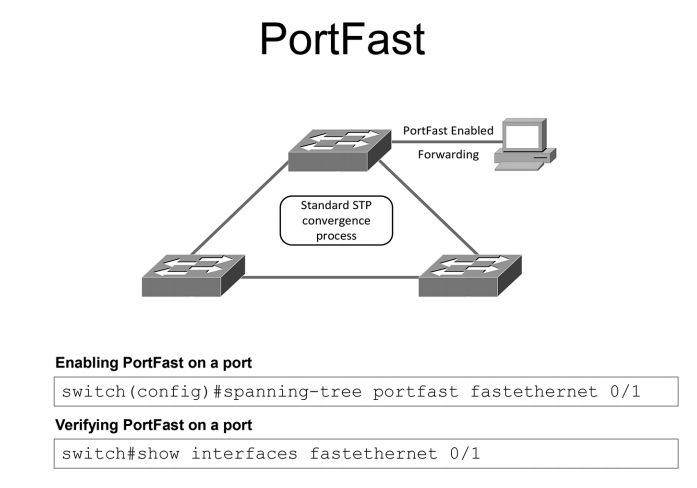 PortFast
PortFast Enabled
Forwarding
Standard STP
convergence
process
Enabling PortFast on a port
switch(config)#spanning-tree portfast fastethernet 0/1
Verifying PortFast on a port
switch#show interfaces fastethernet 0/1